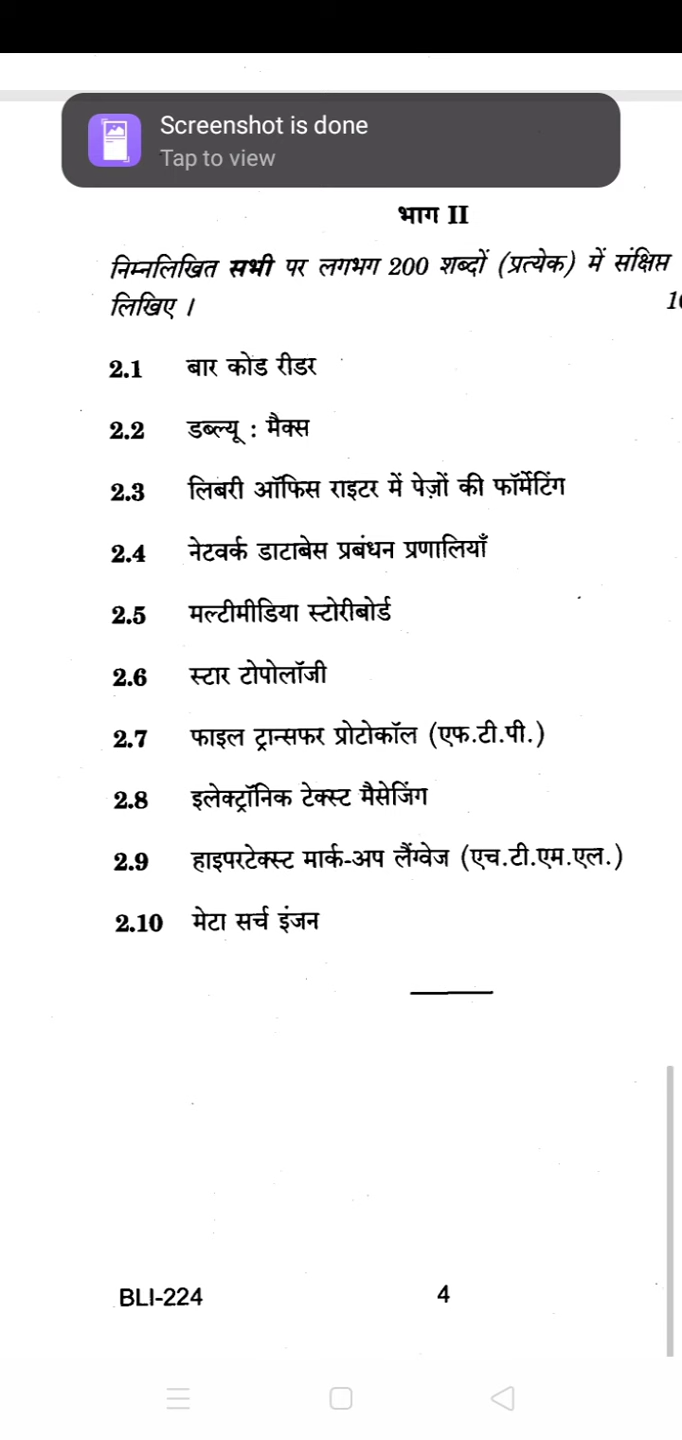 Screenshot is done
Tap to view
भाग II
निम्नलिखित सभी पर लगभग 200 शब्दों (प्रत्येक) में संक्षिप्त
लिखिए ।
2.1 बार कोड रीडर
2.2 डब्ल्यू : मैक्स
2.3 लिबरी ऑफिस राइटर में पेज़ों की फॉर्मेटिंग
2.4 नेटवर्क डाटाबेस प्रबंधन प्रणालियाँ
2.5 मल्टीमीडिया स्टोरीबोर्ड
2.6 स्टार टोपोलॉजी
2.7 फाइल ट्रान्सफर प्रोटोकॉल (एफ.टी.पी.)
2.8 इलेक्ट्रॉनिक टेक्स्ट मैसेजिंग
2.9 हाइपरटेक्स्ट मार्क-अप लैंग्वेज (एच.टी.एम.एल.)
2.10 मेटा सर्च इंजन
BLI-224 4